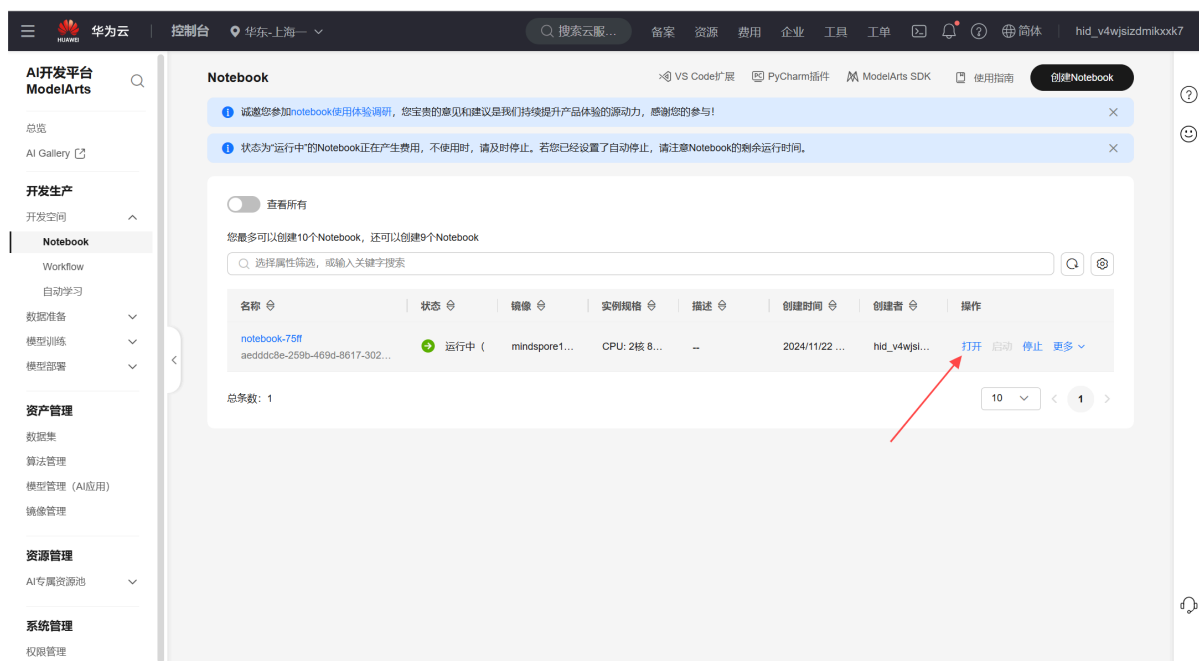 HUAWEI 华为云 控制台 华东-上海一 搜索云服... 备案 资源 费用 企业 工具 工单 简体 hid_v4wjsizdmikxxk7
AI开发平台
ModelArts
总览
AI Gallery
开发生产
开发空间
Notebook
Workflow
自动学习
数据准备
模型训练
模型部署
资产管理
数据集
算法管理
模型管理（AI应用）
镜像管理
资源管理
AI专属资源池
系统管理
权限管理
Notebook VS Code扩展 PyCharm插件 ModelArts SDK 使用指南 创建Notebook
诚邀您参加notebook使用体验调研，您宝贵的意见和建议是我们持续提升产品体验的源动力，感谢您的参与！
状态为“运行中”的Notebook正在产生费用，不使用时，请及时停止。若您已经设置了自动停止，请注意Notebook的剩余运行时间。
查看所有
您最多可以创建10个Notebook，还可以创建9个Notebook
选择属性筛选，或输入关键字搜索
名称 状态 镜像 实例规格 描述 创建时间 创建者 操作
notebook-75ff
aedddc8e-259b-469d-8617-302... 运行中（ mindspore1... CPU: 2核 8... -- 2024/11/22 ... hid_v4wjsi... 打开 启动 停止 更多
总条数：1 10 1